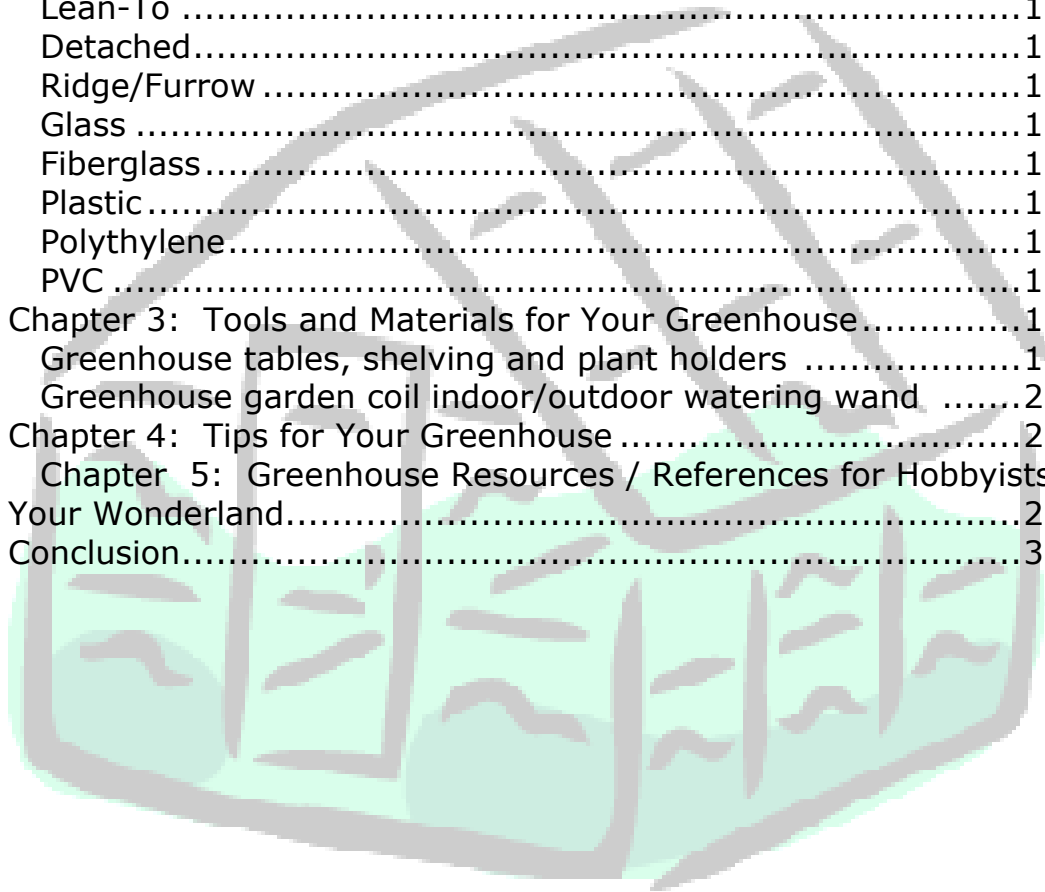 Lean-To ........................................................................1
Detached........................................................................1
Ridge/Furrow ..................................................................1
Glass .............................................................................1
Fiberglass.......................................................................1
Plastic ............................................................................1
Polythylene.....................................................................1
PVC ...............................................................................1
Chapter 3:  Tools and Materials for Your Greenhouse..............1
Greenhouse tables, shelving and plant holders ...................1
Greenhouse garden coil indoor/outdoor watering wand .......2
Chapter 4:  Tips for Your Greenhouse ...................................2
Chapter  5:  Greenhouse Resources / References for Hobbyists
Your Wonderland...............................................................2
Conclusion........................................................................3